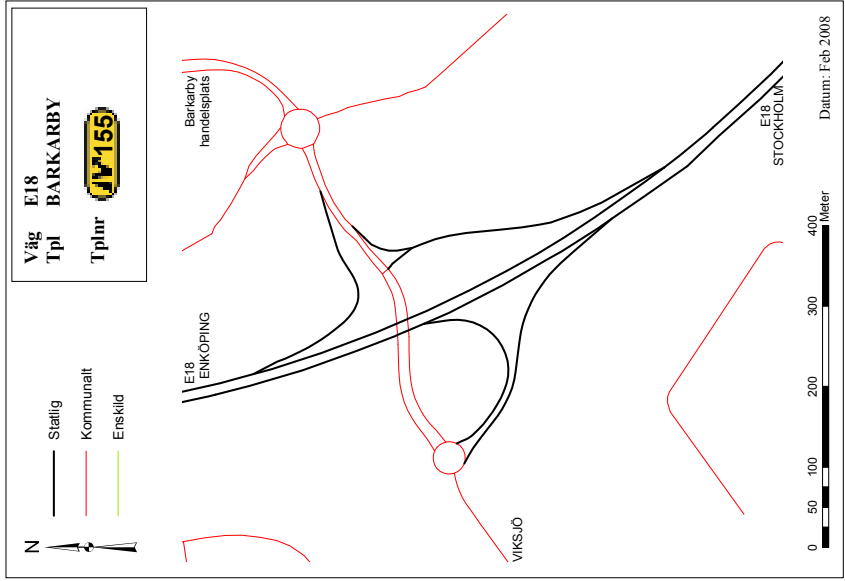 Väg E18
Tpl BARKARBY
Tplnr 155
N
Statlig
Kommunalt
Enskild
E18
ENKÖPING
Barkarby
handelsplats
VIKSJÖ
E18
STOCKHOLM
0 50 100 200 300 400
Meter
Datum: Feb 2008